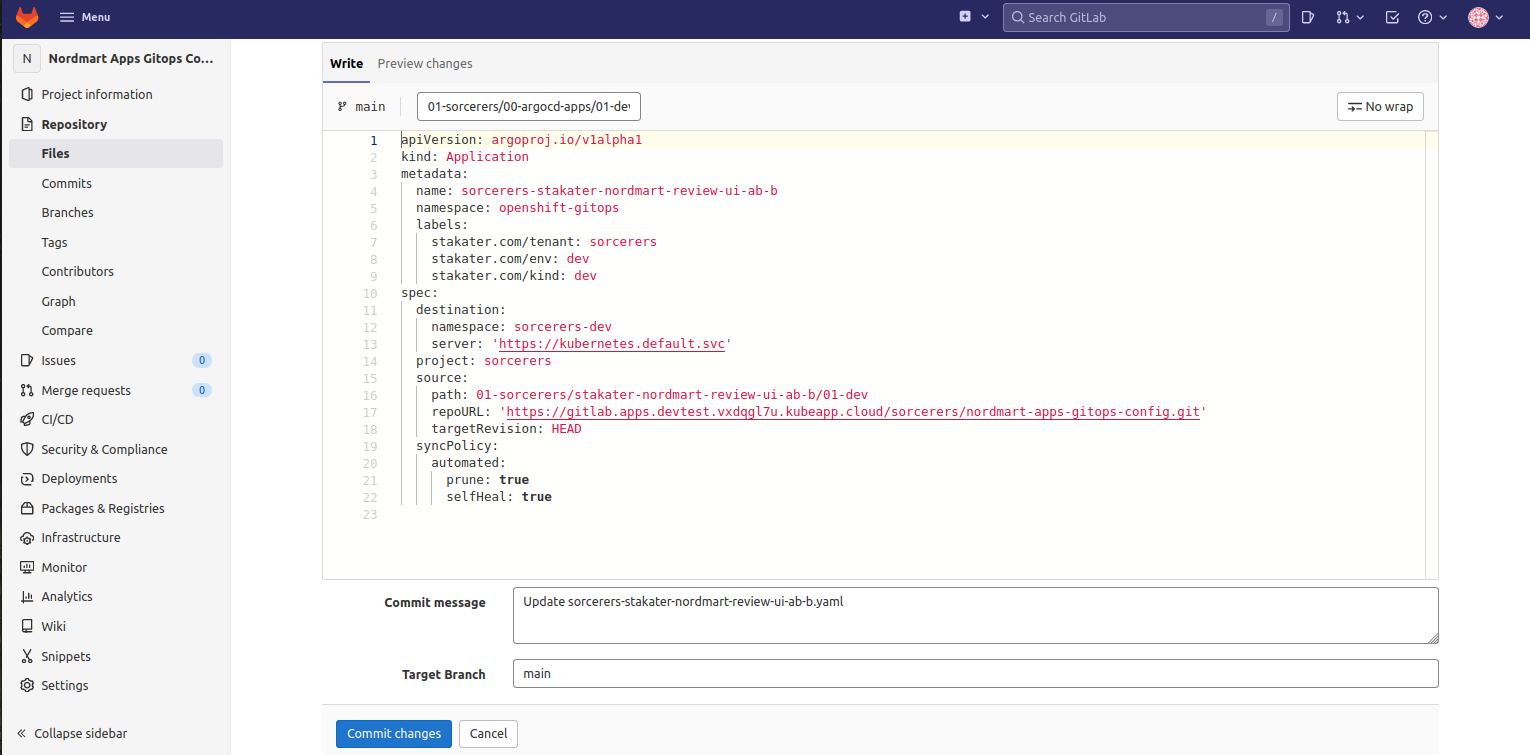 Menu
Search GitLab
/
N
Nordmart Apps Gitops Co...
Project information
Repository
Files
Commits
Branches
Tags
Contributors
Graph
Compare
Issues 0
Merge requests 0
CI/CD
Security & Compliance
Deployments
Packages & Registries
Infrastructure
Monitor
Analytics
Wiki
Snippets
Settings
Collapse sidebar
Write Preview changes
main 01-sorcerers/00-argocd-apps/01-dev No wrap
1 apiVersion: argoproj.io/v1alpha1
2 kind: Application
3 metadata:
4 name: sorcerers-stakater-nordmart-review-ui-ab-b
5 namespace: openshift-gitops
6 labels:
7 stakater.com/tenant: sorcerers
8 stakater.com/env: dev
9 stakater.com/kind: dev
10 spec:
11 destination:
12 namespace: sorcerers-dev
13 server: 'https://kubernetes.default.svc'
14 project: sorcerers
15 source:
16 path: 01-sorcerers/stakater-nordmart-review-ui-ab-b/01-dev
17 repoURL: 'https://gitlab.apps.devtest.vxdqgl7u.kubeapp.cloud/sorcerers/nordmart-apps-gitops-config.git'
18 targetRevision: HEAD
19 syncPolicy:
20 automated:
21 prune: true
22 selfHeal: true
23
Commit message Update sorcerers-stakater-nordmart-review-ui-ab-b.yaml
Target Branch main
Commit changes Cancel